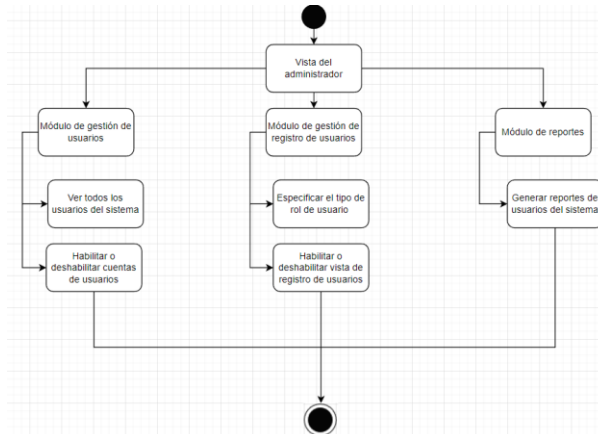 Vista del
administrador
Módulo de gestión de
usuarios
Módulo de gestión de
registro de usuarios
Módulo de reportes
Ver todos los
usuarios del sistema
Especificar el tipo de
rol de usuario
Generar reportes de
usuarios del sistema
Habilitar o
deshabilitar cuentas
de usuarios
Habilitar o
deshabilitar vista de
registro de usuarios